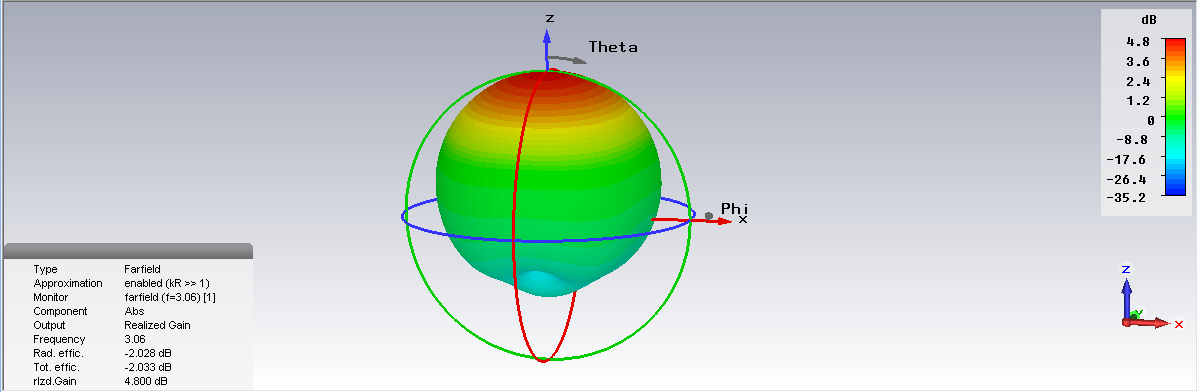 z
Theta
Phi
x
dB
4.8
3.6
2.4
1.2
0
-8.8
-17.6
-26.4
-35.2
Type Farfield
Approximation enabled (kR >> 1)
Monitor farfield (f=3.06) [1]
Component Abs
Output Realized Gain
Frequency 3.06
Rad. effic. -2.028 dB
Tot. effic. -2.033 dB
rlzd.Gain 4.800 dB
z
Y
x